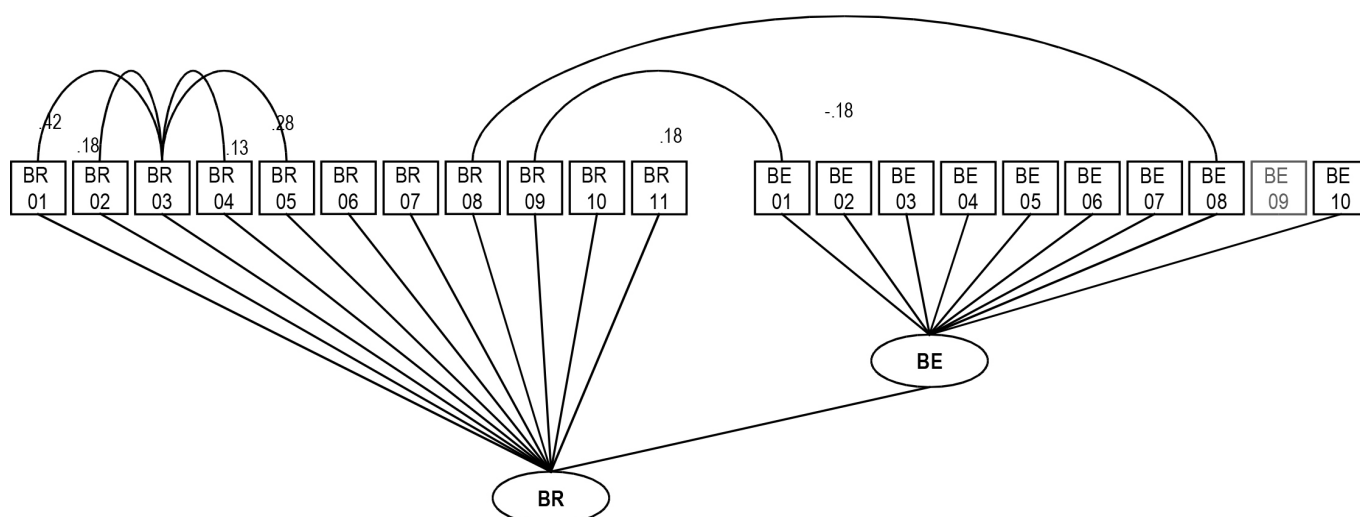 -.18
.42
.28
.18
.18
.13
BR 01
BR 02
BR 03
BR 04
BR 05
BR 06
BR 07
BR 08
BR 09
BR 10
BR 11
BE 01
BE 02
BE 03
BE 04
BE 05
BE 06
BE 07
BE 08
BE 09
BE 10
BE
BR